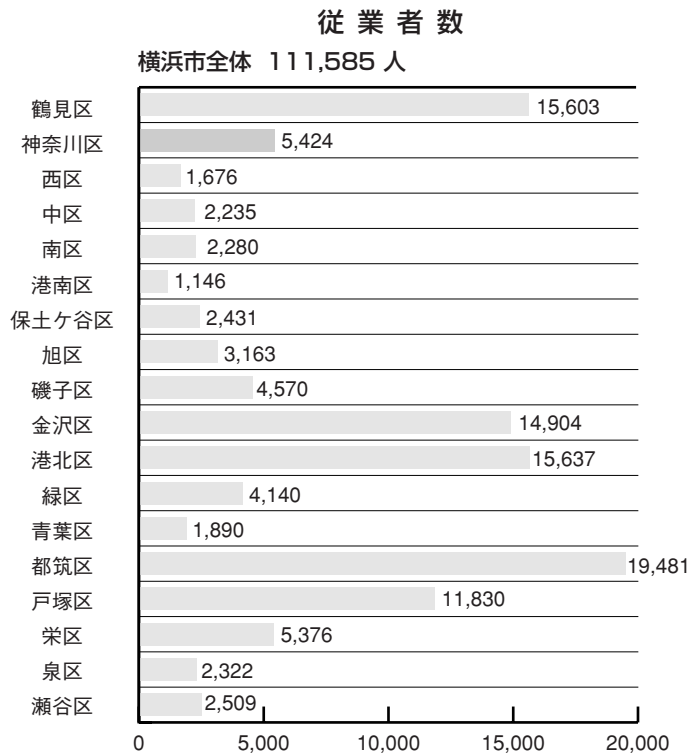 従業者数
横浜市全体 111,585 人
鶴見区 15,603
神奈川区 5,424
西区 1,676
中区 2,235
南区 2,280
港南区 1,146
保土ケ谷区 2,431
旭区 3,163
磯子区 4,570
金沢区 14,904
港北区 15,637
緑区 4,140
青葉区 1,890
都筑区 19,481
戸塚区 11,830
栄区 5,376
泉区 2,322
瀬谷区 2,509
0 5,000 10,000 15,000 20,000